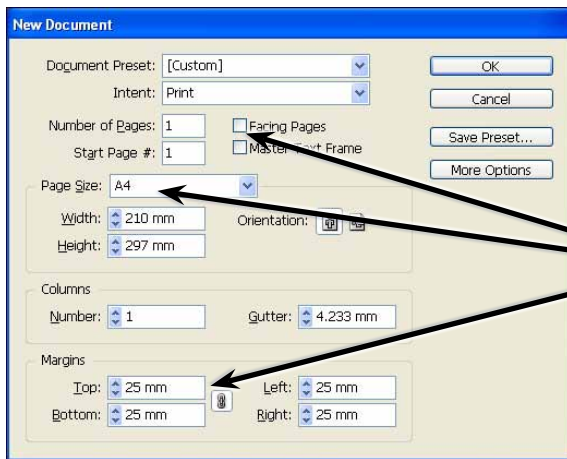 New Document
Document Preset: [Custom]
Intent: Print
OK
Cancel
Number of Pages: 1
Facing Pages
Save Preset...
Start Page #: 1
Master Text Frame
More Options
Page Size: A4
Width: 210 mm
Orientation:
Height: 297 mm
Columns
Number: 1
Gutter: 4.233 mm
Margins
Top: 25 mm
Left: 25 mm
Bottom: 25 mm
Right: 25 mm